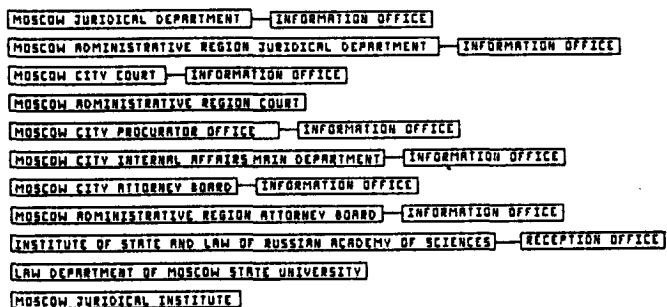 MOSCOW JURIDICAL DEPARTMENT INFORMATION OFFICE
MOSCOW ADMINISTRATIVE REGION JURIDICAL DEPARTMENT INFORMATION OFFICE
MOSCOW CITY COURT INFORMATION OFFICE
MOSCOW ADMINISTRATIVE REGION COURT
MOSCOW CITY PROCURATOR OFFICE INFORMATION OFFICE
MOSCOW CITY INTERNAL AFFAIRS MAIN DEPARTMENT INFORMATION OFFICE
MOSCOW CITY ATTORNEY BOARD INFORMATION OFFICE
MOSCOW ADMINISTRATIVE REGION ATTORNEY BOARD INFORMATION OFFICE
INSTITUTE OF STATE AND LAW OF RUSSIAN ACADEMY OF SCIENCES RECEPTION OFFICE
LAW DEPARTMENT OF MOSCOW STATE UNIVERSITY
MOSCOW JURIDICAL INSTITUTE